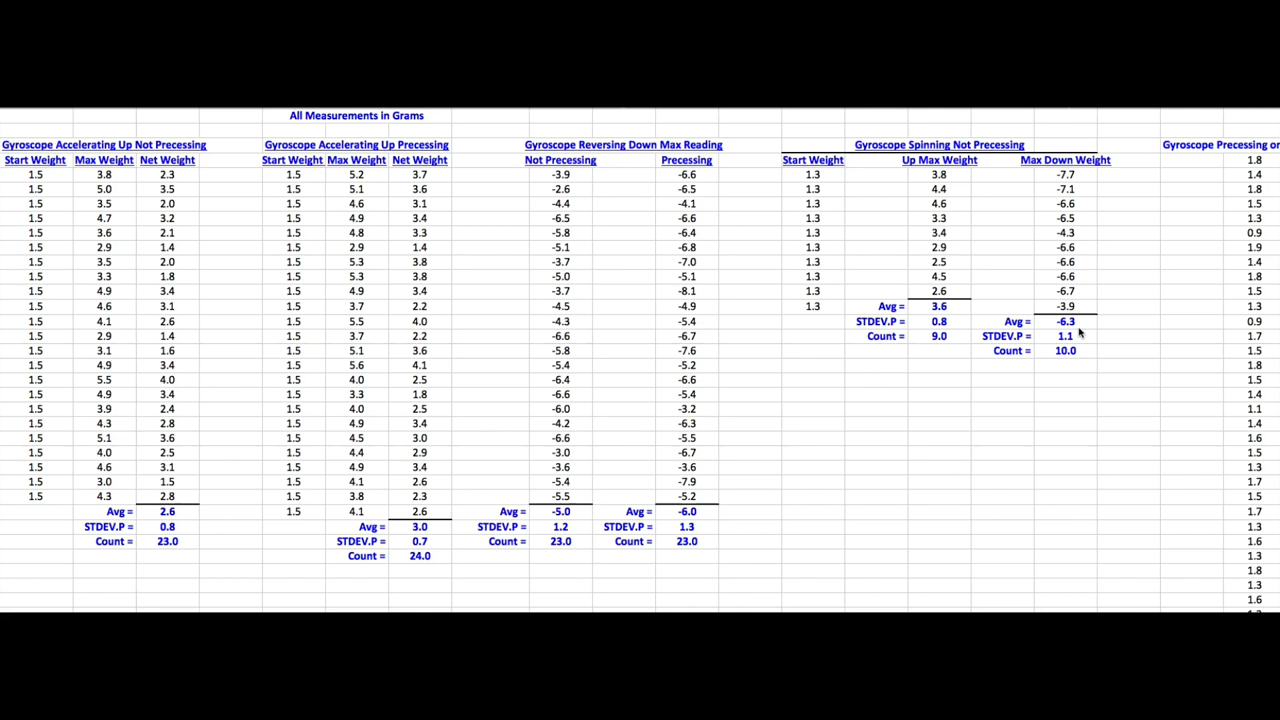 All Measurements in Grams
Gyroscope Accelerating Up Not Precessing Gyroscope Accelerating Up Precessing Gyroscope Reversing Down Max Reading Gyroscope Spinning Not Precessing Gyroscope Precessing or
Start Weight Max Weight Net Weight Start Weight Max Weight Net Weight Not Precessing Precessing Start Weight Up Max Weight Max Down Weight 1.8
1.5 3.8 2.3 1.5 5.2 3.7 -3.9 -6.6 1.3 3.8 -7.7 1.4
1.5 5.0 3.5 1.5 5.1 3.6 -2.6 -6.5 1.3 4.4 -7.1 1.8
1.5 3.5 2.0 1.5 4.6 3.1 -4.4 -4.1 1.3 4.6 -6.6 1.5
1.5 4.7 3.2 1.5 4.9 3.4 -6.5 -6.6 1.3 3.3 -6.5 1.3
1.5 3.6 2.1 1.5 4.8 3.3 -5.8 -6.4 1.3 3.4 -4.3 0.9
1.5 2.9 1.4 1.5 2.9 1.4 -5.1 -6.8 1.3 2.9 -6.6 1.9
1.5 3.5 2.0 1.5 5.3 3.8 -3.7 -7.0 1.3 2.5 -6.6 1.4
1.5 3.3 1.8 1.5 5.3 3.8 -5.0 -5.1 1.3 4.5 -6.6 1.8
1.5 4.9 3.4 1.5 4.9 3.4 -3.7 -8.1 1.3 2.6 -6.7 1.5
1.5 4.6 3.1 1.5 3.7 2.2 -4.5 -4.9 1.3 Avg = 3.6 -3.9 1.3
1.5 4.1 2.6 1.5 5.5 4.0 -4.3 -5.4 STDEV.P = 0.8 Avg = -6.3 0.9
1.5 2.9 1.4 1.5 3.7 2.2 -6.6 -6.7 Count = 9.0 STDEV.P = 1.1 1.7
1.5 3.1 1.6 1.5 5.1 3.6 -5.8 -7.6 Count = 10.0 1.5
1.5 4.9 3.4 1.5 5.6 4.1 -5.4 -5.2 1.8
1.5 5.5 4.0 1.5 4.0 2.5 -6.4 -6.6 1.5
1.5 4.9 3.4 1.5 3.3 1.8 -6.6 -5.4 1.4
1.5 3.9 2.4 1.5 4.0 2.5 -6.0 -3.2 1.1
1.5 4.3 2.8 1.5 4.9 3.4 -4.2 -6.3 1.4
1.5 5.1 3.6 1.5 4.5 3.0 -6.6 -5.5 1.6
1.5 4.0 2.5 1.5 4.4 2.9 -3.0 -6.7 1.5
1.5 4.6 3.1 1.5 4.9 3.4 -3.6 -3.6 1.3
1.5 3.0 1.5 1.5 4.1 2.6 -5.4 -7.9 1.7
1.5 4.3 2.8 1.5 3.8 2.3 -5.5 -5.2 1.5
Avg = 2.6 1.5 4.1 2.6 Avg = -5.0 Avg = -6.0 1.7
STDEV.P = 0.8 Avg = 3.0 STDEV.P = 1.2 STDEV.P = 1.3 1.3
Count = 23.0 STDEV.P = 0.7 Count = 23.0 Count = 23.0 1.6
Count = 24.0 1.3
1.8
1.3
1.6